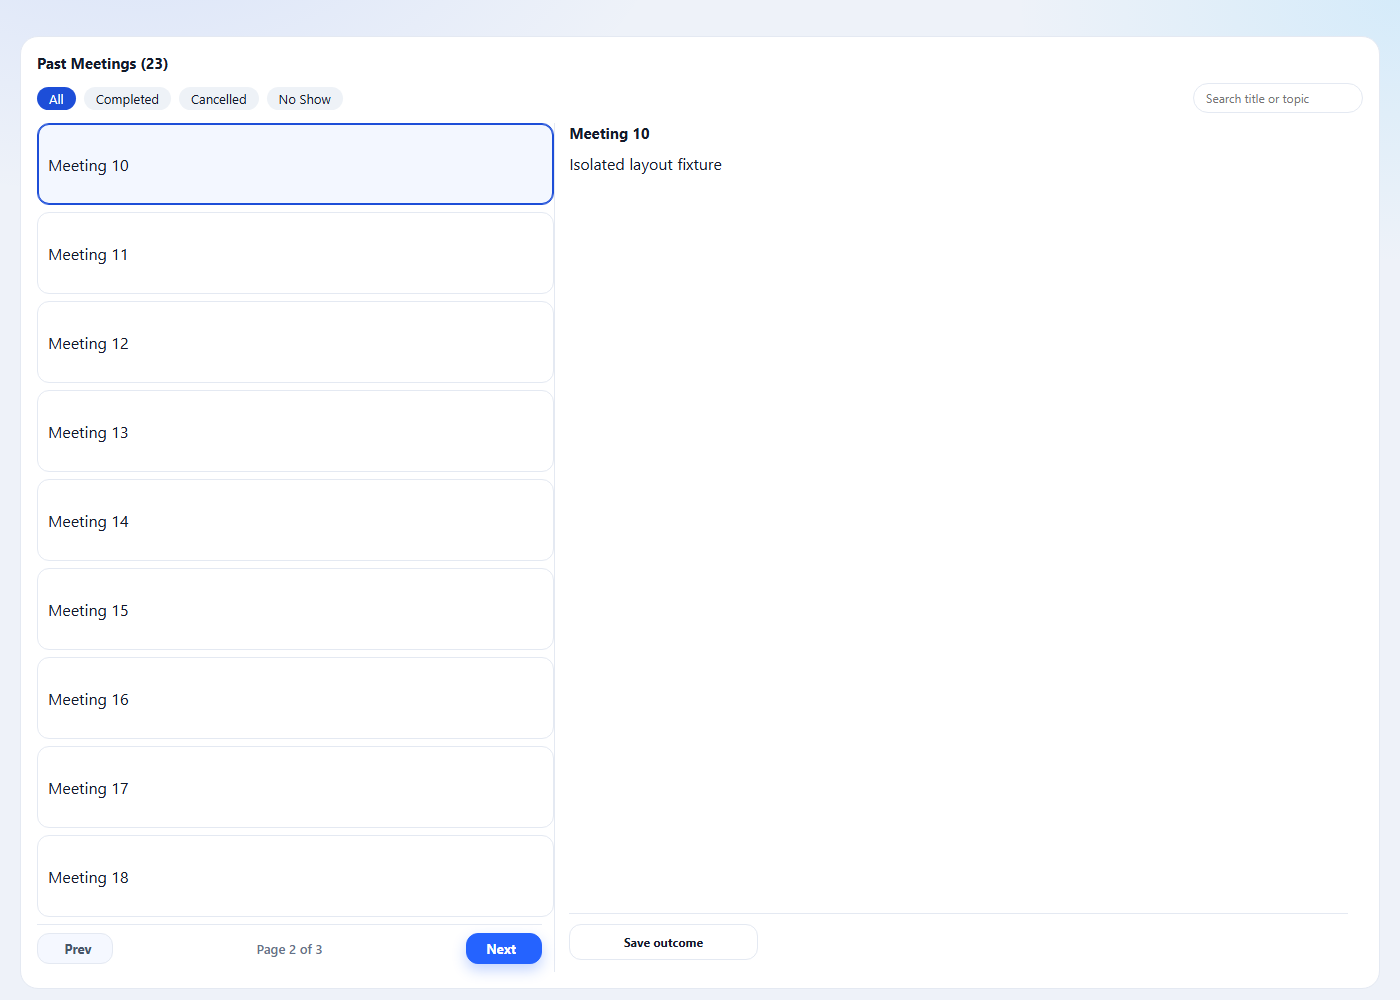 Past Meetings (23)
All
Completed
Cancelled
No Show
Search title or topic
Meeting 10
Meeting 11
Meeting 12
Meeting 13
Meeting 14
Meeting 15
Meeting 16
Meeting 17
Meeting 18
Prev
Page 2 of 3
Next
Meeting 10
Isolated layout fixture
Save outcome